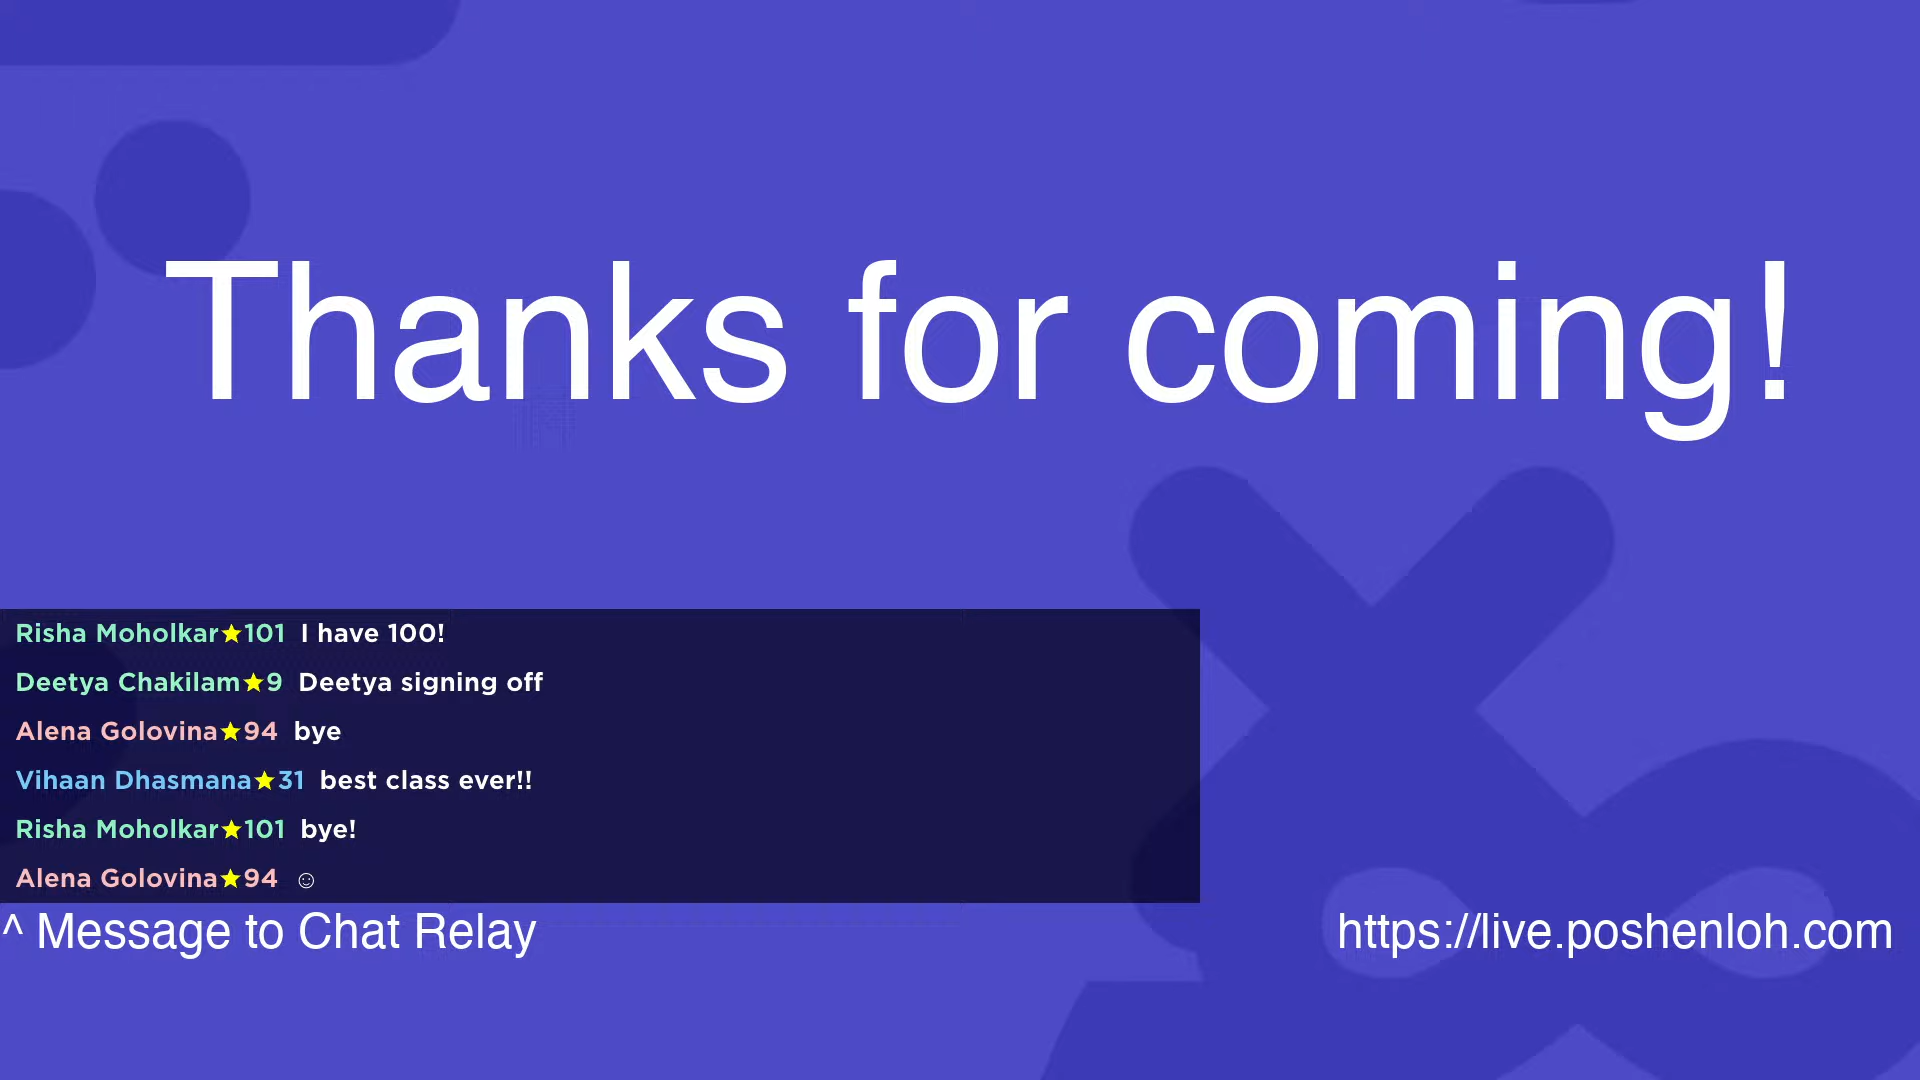 Thanks for coming!
Risha Moholkar★101 I have 100!
Deetya Chakilam★9 Deetya signing off
Alena Golovina★94 bye
Vihaan Dhasmana★31 best class ever!!
Risha Moholkar★101 bye!
Alena Golovina★94 ☺
^ Message to Chat Relay
https://live.poshenloh.com